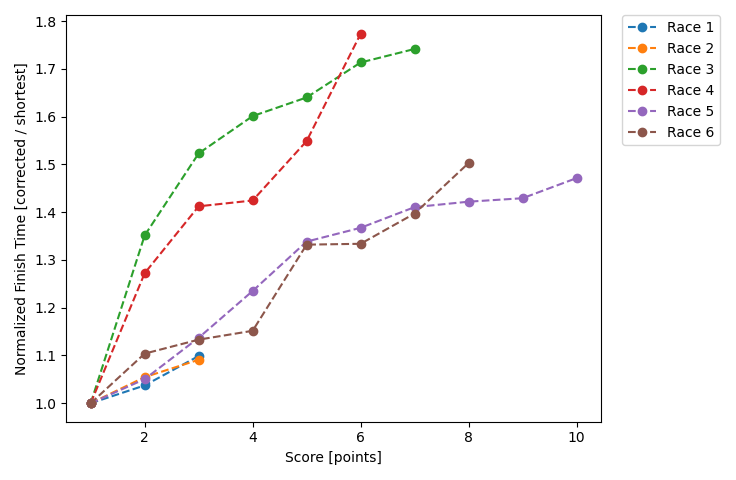 Normalized Finish Time [corrected / shortest]
1.8
1.7
1.6
1.5
1.4
1.3
1.2
1.1
1.0
2
4
6
8
10
Score [points]
Race 1
Race 2
Race 3
Race 4
Race 5
Race 6